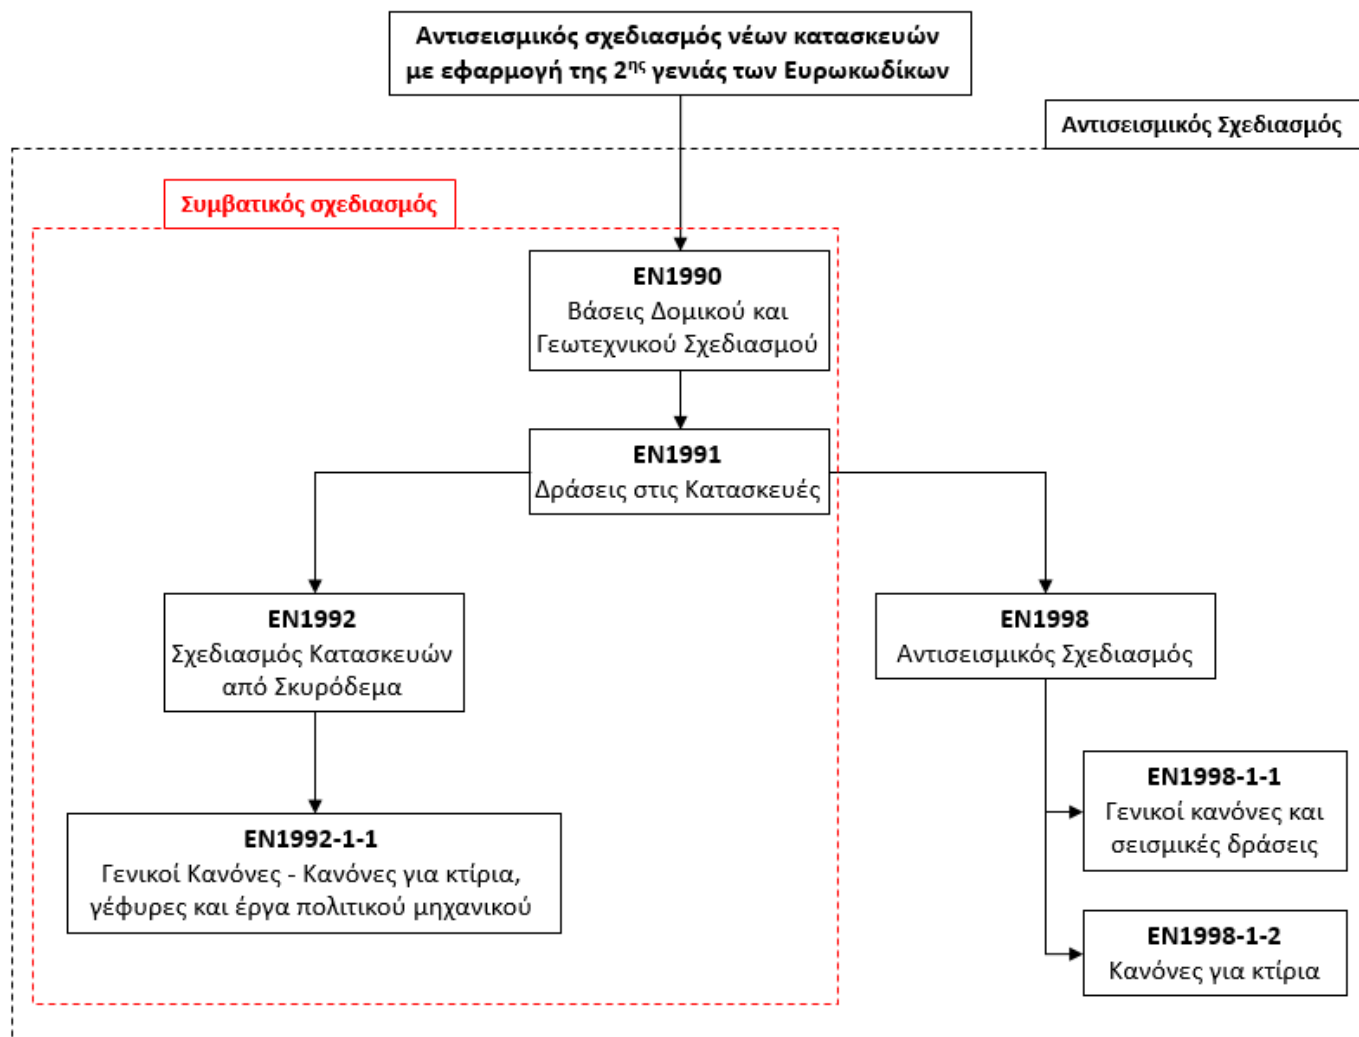 Αντισεισμικός σχεδιασμός νέων κατασκευών
με εφαρμογή της 2ης γενιάς των Ευρωκωδίκων
Αντισεισμικός Σχεδιασμός
Συμβατικός σχεδιασμός
EN1990
Βάσεις Δομικού και
Γεωτεχνικού Σχεδιασμού
EN1991
Δράσεις στις Κατασκευές
EN1992
Σχεδιασμός Κατασκευών
από Σκυρόδεμα
EN1998
Αντισεισμικός Σχεδιασμός
EN1998-1-1
Γενικοί κανόνες και
σεισμικές δράσεις
EN1992-1-1
Γενικοί Κανόνες - Κανόνες για κτίρια,
γέφυρες και έργα πολιτικού μηχανικού
EN1998-1-2
Κανόνες για κτίρια